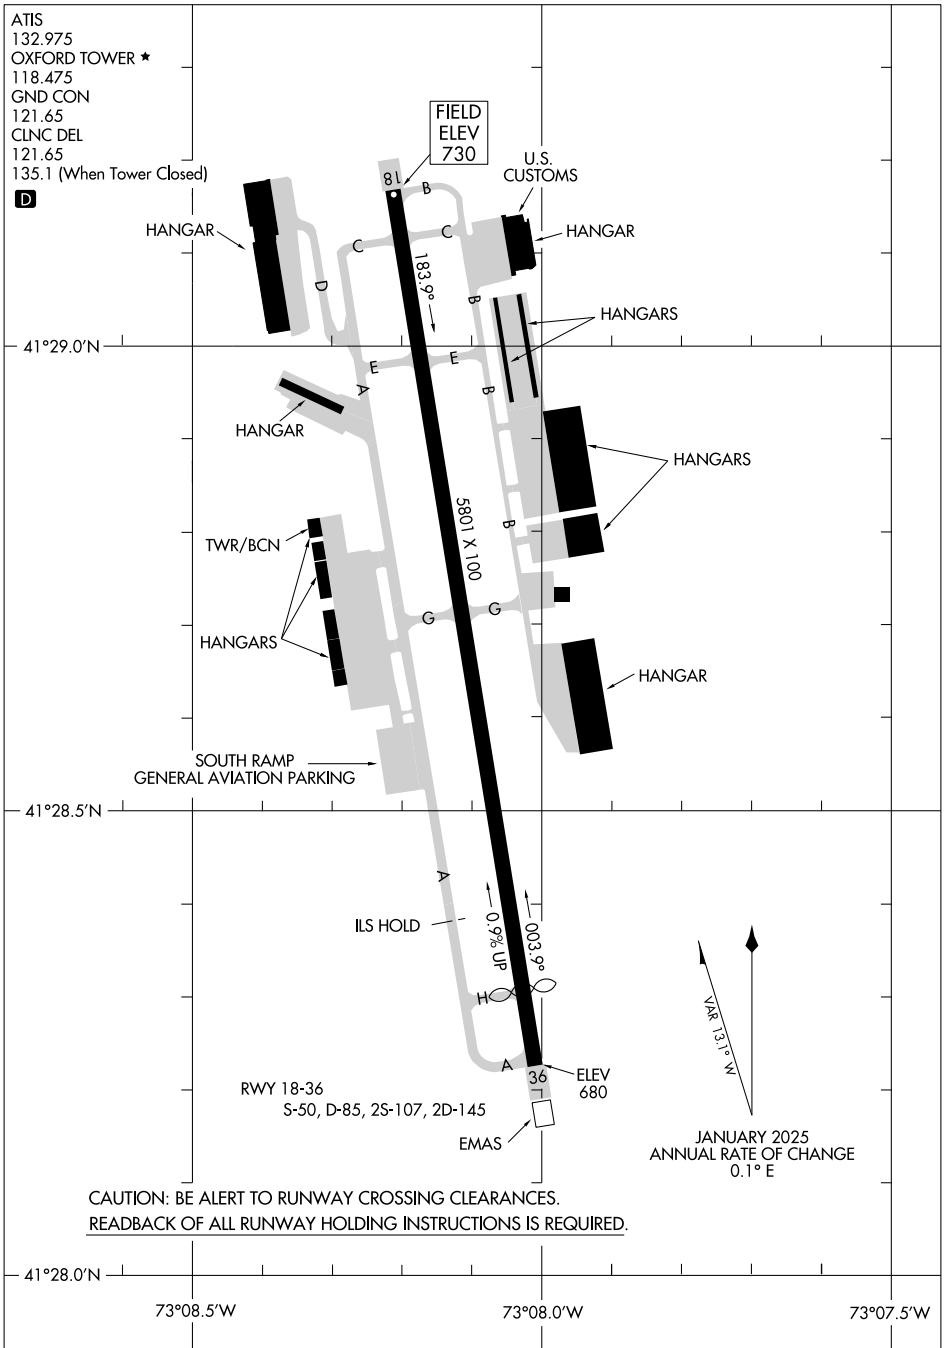 ATIS
132.975
OXFORD TOWER ★
118.475
GND CON
121.65
CLNC DEL
121.65
135.1 (When Tower Closed)
D
FIELD
ELEV
730
U.S.
CUSTOMS
18
B
HANGAR
C
C
HANGAR
183.9°
D
B
HANGARS
41°29.0'N
E
E
A
B
HANGAR
HANGARS
5801 X 100
B
TWR/BCN
G
G
HANGARS
HANGAR
SOUTH RAMP
GENERAL AVIATION PARKING
41°28.5'N
A
ILS HOLD
0.9% UP
003.9°
H
VAR 13.1° W
A
36
ELEV
680
RWY 18-36
S-50, D-85, 2S-107, 2D-145
EMAS
JANUARY 2025
ANNUAL RATE OF CHANGE
0.1° E
CAUTION: BE ALERT TO RUNWAY CROSSING CLEARANCES.
READBACK OF ALL RUNWAY HOLDING INSTRUCTIONS IS REQUIRED.
41°28.0'N
73°08.5'W
73°08.0'W
73°07.5'W